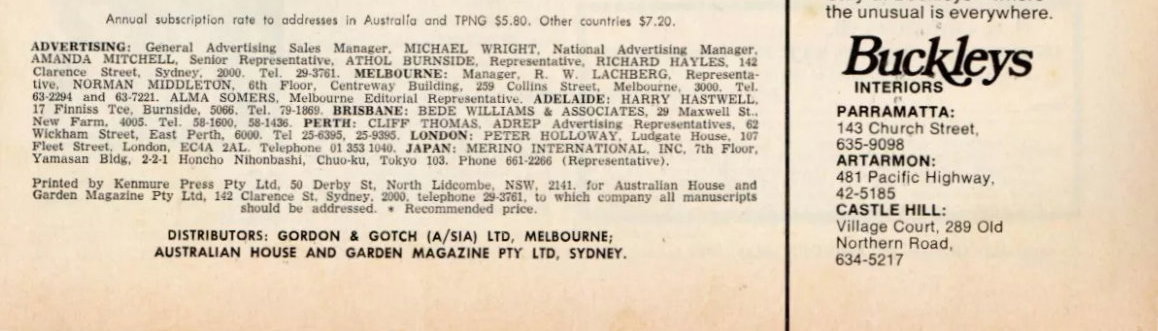 Annual subscription rate to addresses in Australia and TPNG $5.80. Other countries $7.20.
ADVERTISING: General Advertising Sales Manager, MICHAEL WRIGHT, National Advertising Manager,
AMANDA MITCHELL, Senior Representative, ATHOL BURNSIDE, Representative, RICHARD HAYLES, 142
Clarence Street, Sydney, 2000. Tel. 29-3761. MELBOURNE: Manager, R. W. LACHBERG, Representa-
tive, NORMAN MIDDLETON, 6th Floor, Centreway Building, 259 Collins Street, Melbourne, 3000. Tel.
63-2294 and 63-7221. ALMA SOMERS, Melbourne Editorial Representative. ADELAIDE: HARRY HASTWELL,
17 Finniss Tce, Burnside, 5066. Tel. 79-1869. BRISBANE: BEDE WILLIAMS & ASSOCIATES, 29 Maxwell St.,
New Farm, 4005. Tel. 58-1600, 58-1436. PERTH: CLIFF THOMAS, ADREP Advertising Representatives, 62
Wickham Street, East Perth, 6000. Tel 25-6395, 25-9395. LONDON: PETER HOLLOWAY, Ludgate House, 107
Fleet Street, London, EC4A 2AL. Telephone 01 353 1040. JAPAN: MERINO INTERNATIONAL, INC, 7th Floor,
Yamasan Bldg, 2-2-1 Honcho Nihonbashi, Chuo-ku, Tokyo 103. Phone 661-2266 (Representative).
Printed by Kenmure Press Pty Ltd, 50 Derby St, North Lidcombe, NSW, 2141, for Australian House and
Garden Magazine Pty Ltd, 142 Clarence St, Sydney, 2000, telephone 29-3761, to which company all manuscripts
should be addressed. * Recommended price.
DISTRIBUTORS: GORDON & GOTCH (A/SIA) LTD, MELBOURNE;
AUSTRALIAN HOUSE AND GARDEN MAGAZINE PTY LTD, SYDNEY.
the unusual is everywhere.
Buckleys
INTERIORS
PARRAMATTA:
143 Church Street,
635-9098
ARTARMON:
481 Pacific Highway,
42-5185
CASTLE HILL:
Village Court, 289 Old
Northern Road,
634-5217